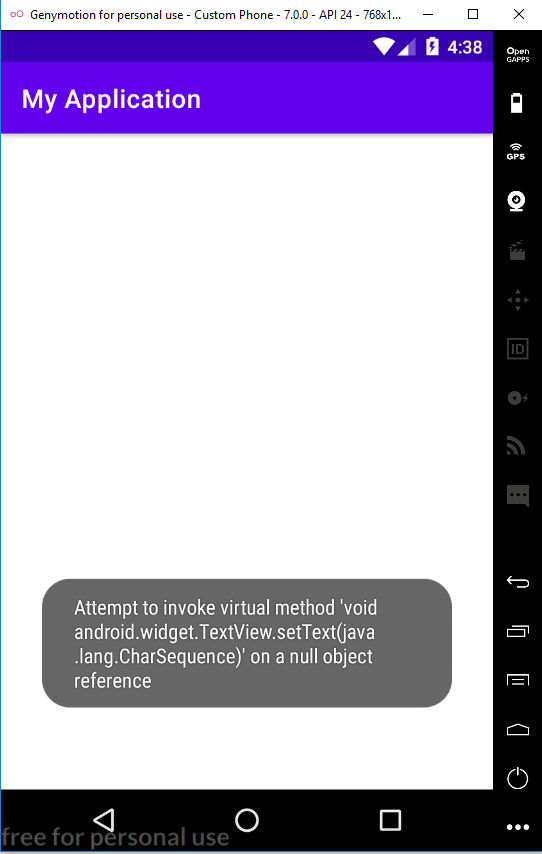 Genymotion for personal use - Custom Phone - 7.0.0 - API 24 - 768x1...
4:38
Open
GAPPS
My Application
GPS
ID
Attempt to invoke virtual method 'void
android.widget.TextView.setText(java
.lang.CharSequence)' on a null object
reference
free for personal use